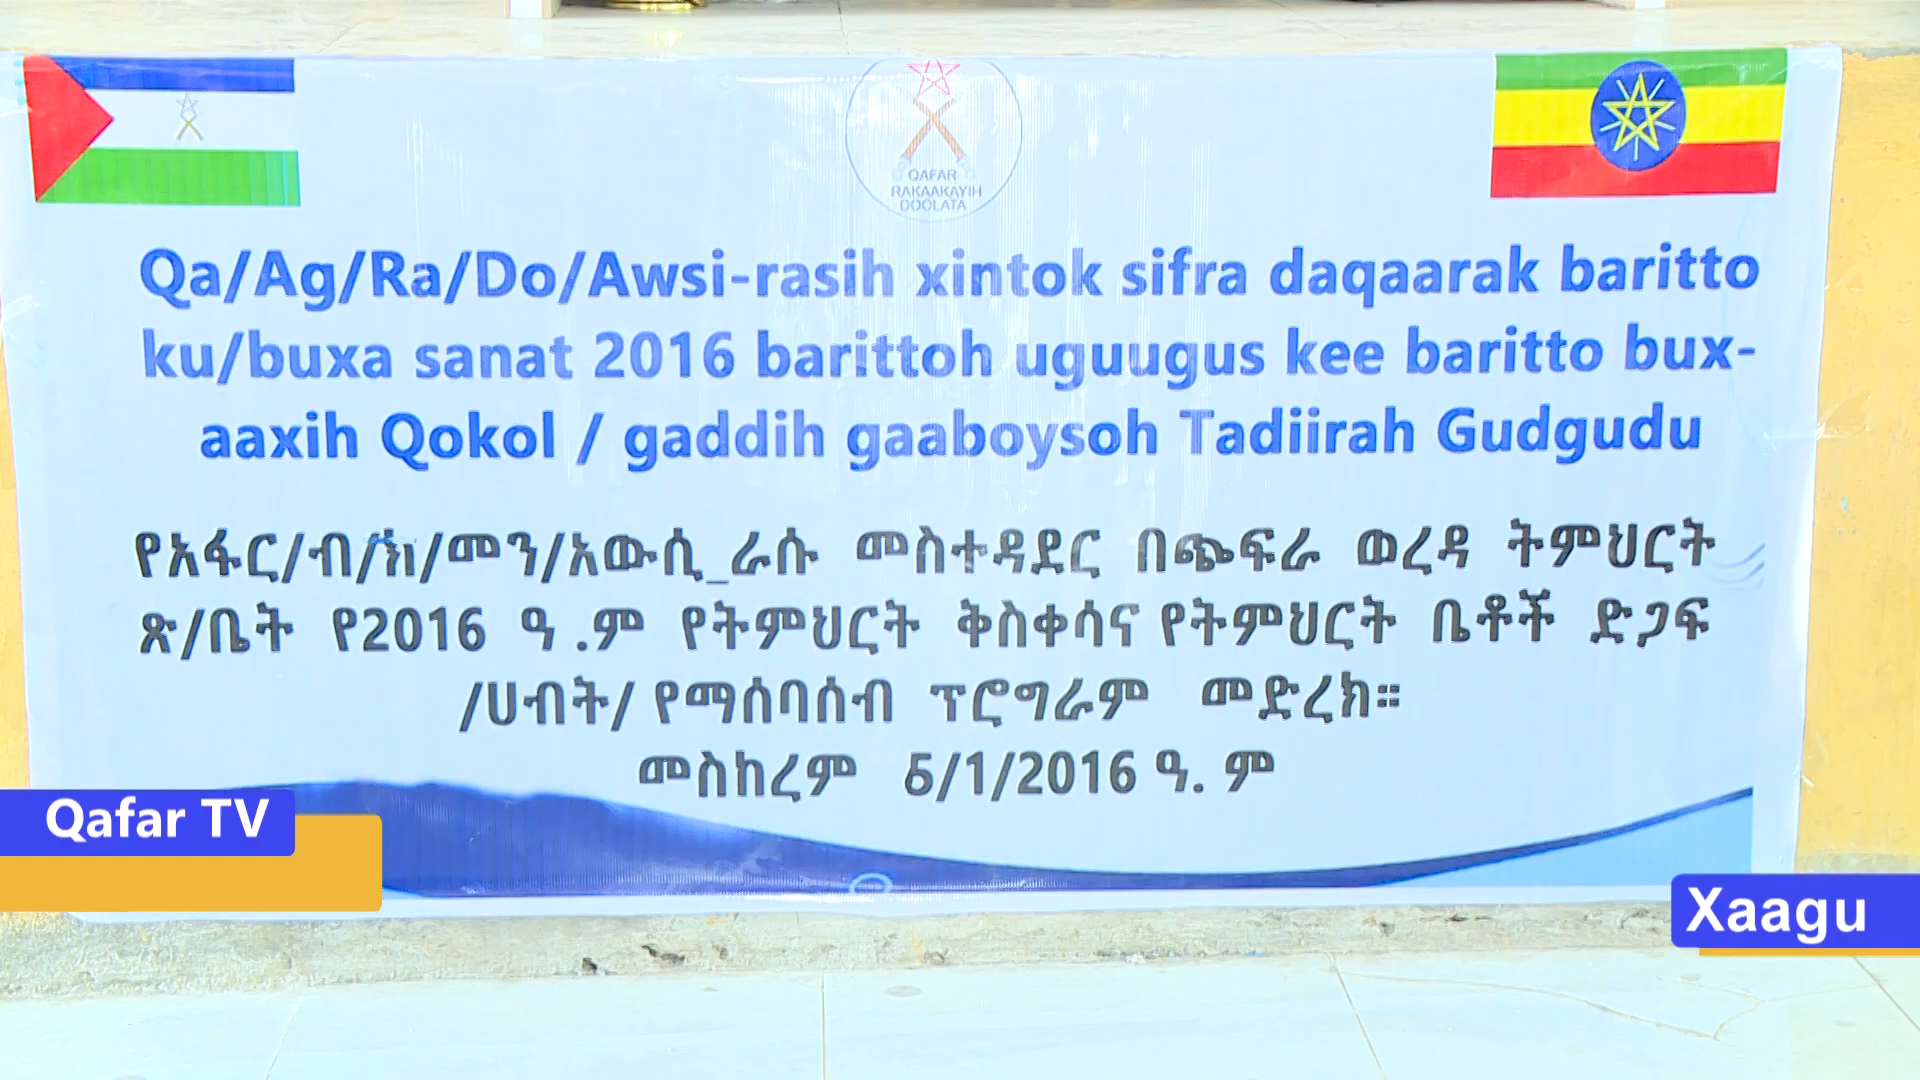 QAFAR
RAKAAKAYIH
DOOLATA
Qa/Ag/Ra/Do/Awsi-rasih xintok sifra daqaarak baritto
ku/buxa sanat 2016 barittoh uguugus kee baritto bux-
aaxih Qokol / gaddih gaaboysoh Tadiirah Gudgudu
የአፋር/ብ/ክ/መን/አውሲ_ራሱ መስተዳደር በጭፍራ ወረዳ ትምህርት
ጽ/ቤት የ2016 ዓ .ም የትምህርት ቅስቀሳና የትምህርት ቤቶች ድጋፍ
/ሀብት/ የማሰባሰብ ፕሮግራም መድረክ።
መስከረም 5/1/2016 ዓ. ም
Qafar TV
Xaagu